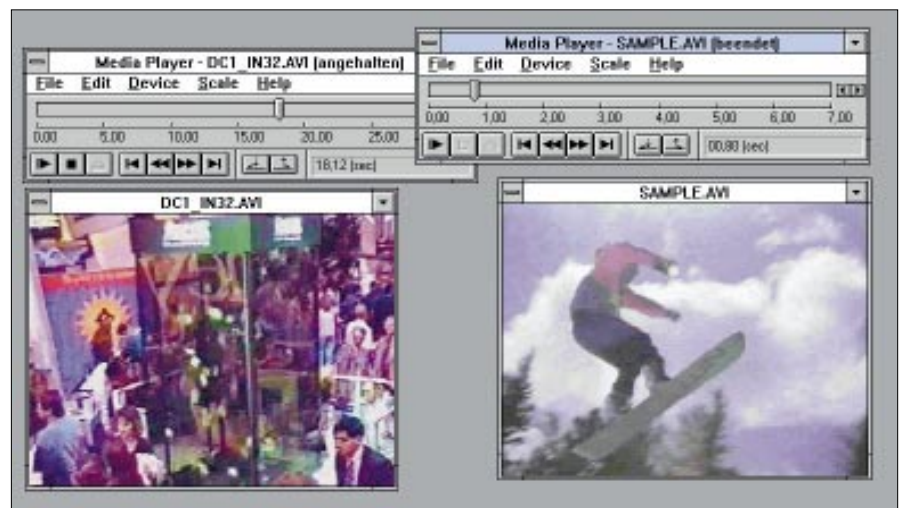 Media Player - DC1_IN32.AVI (angehalten)
File Edit Device Scale Help
0,00 5,00 10,00 15,00 20,00 25,00
18,12 (sec)
Media Player - SAMPLE.AVI (beendet)
File Edit Device Scale Help
0,00 1,00 2,00 3,00 4,00 5,00 6,00 7,00
00,80 (sec)
DC1_IN32.AVI
SAMPLE.AVI